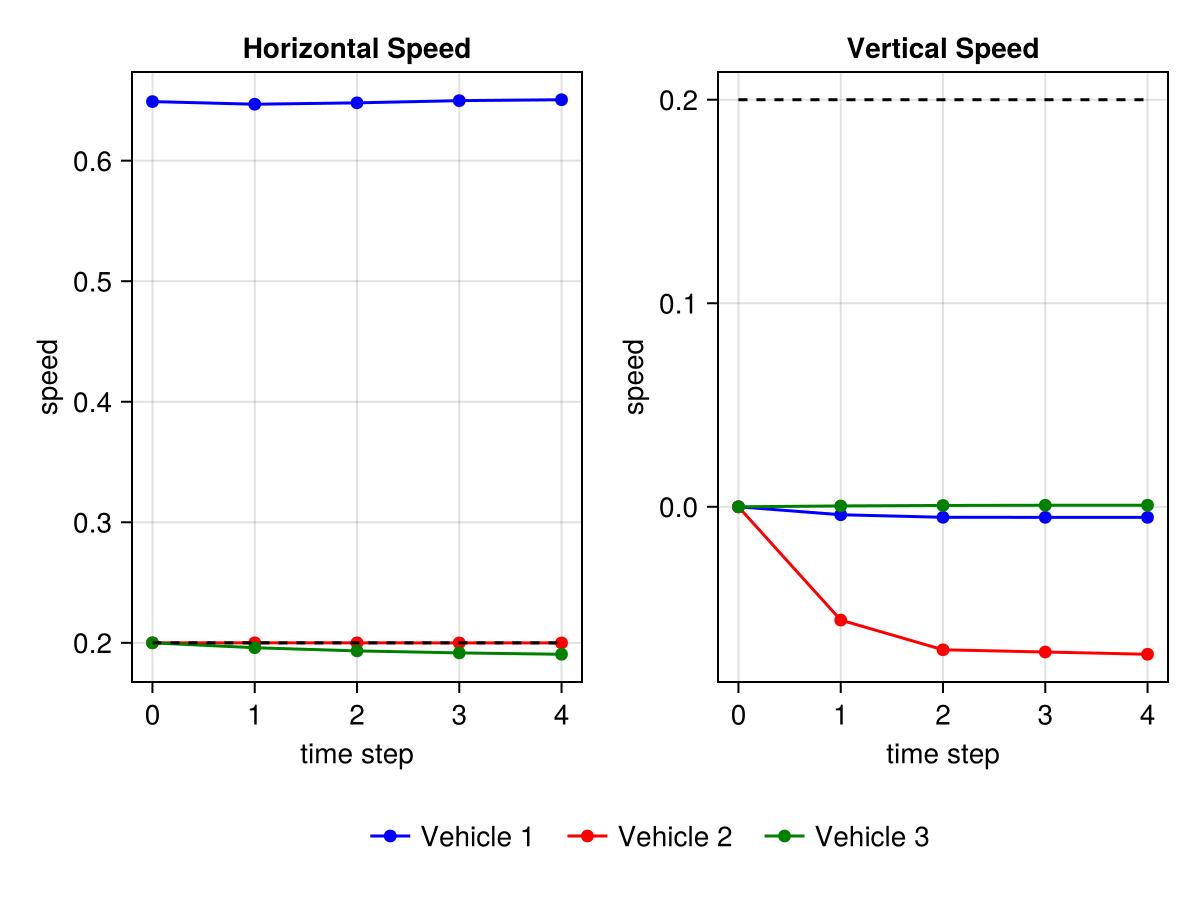 Horizontal Speed
Vertical Speed
speed
0.6
0.5
0.4
0.3
0.2
0 1 2 3 4
time step
speed
0.2
0.1
0.0
0 1 2 3 4
time step
Vehicle 1 Vehicle 2 Vehicle 3